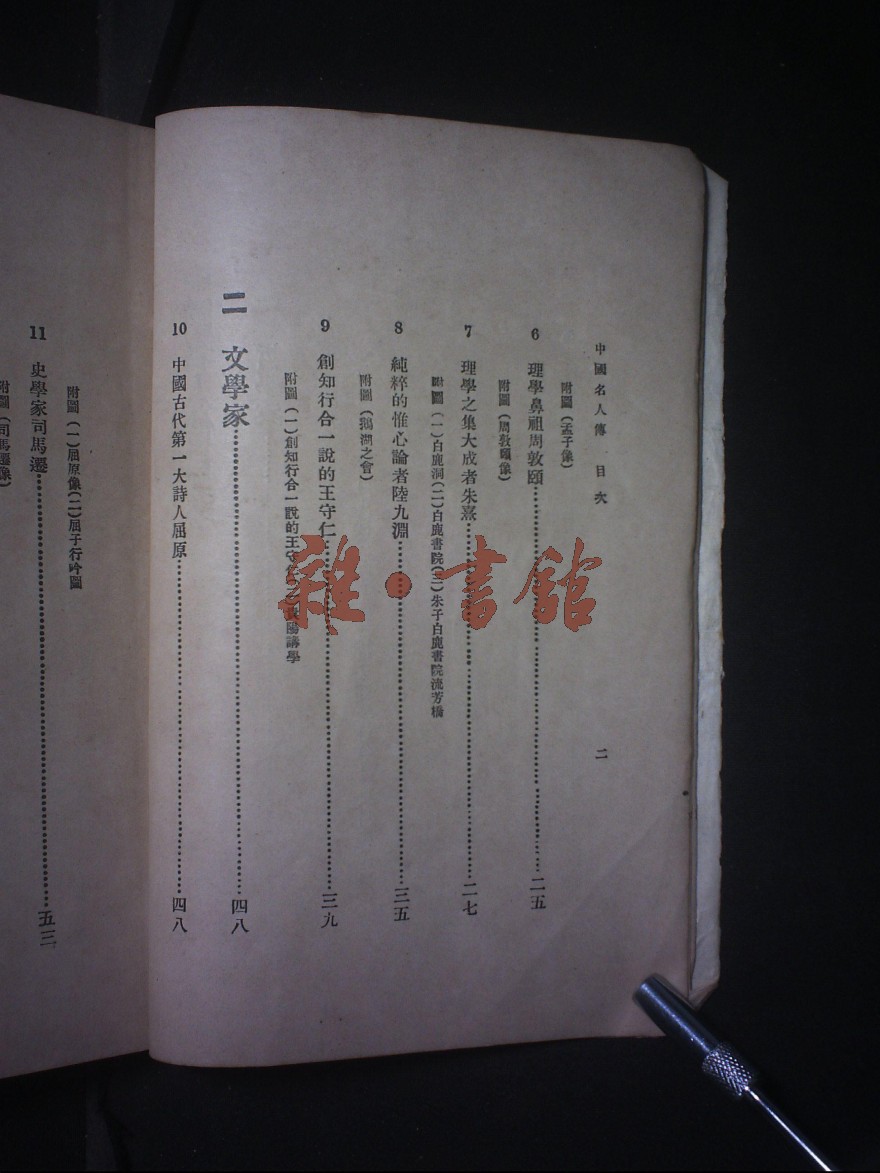 中國名人傳 目次
二
附圖(孟子像)
6 理學鼻祖周敦頤……二五
附圖(周敦頤像)
7 理學之集大成者朱熹……二七
附圖(一)白鹿洞(二)白鹿書院(三)朱子白鹿書院流芳橋
8 純粹的惟心論者陸九淵……三五
附圖(鵝湖之會)
9 創知行合一說的王守仁……三九
附圖(一)創知行合一說的王守仁(二)陽講學
二 文學家……四八
10 中國古代第一大詩人屈原……四八
附圖(一)屈原像(二)屈子行吟圖
11 史學家司馬遷……五三
附圖(司馬遷像)
雜·書館